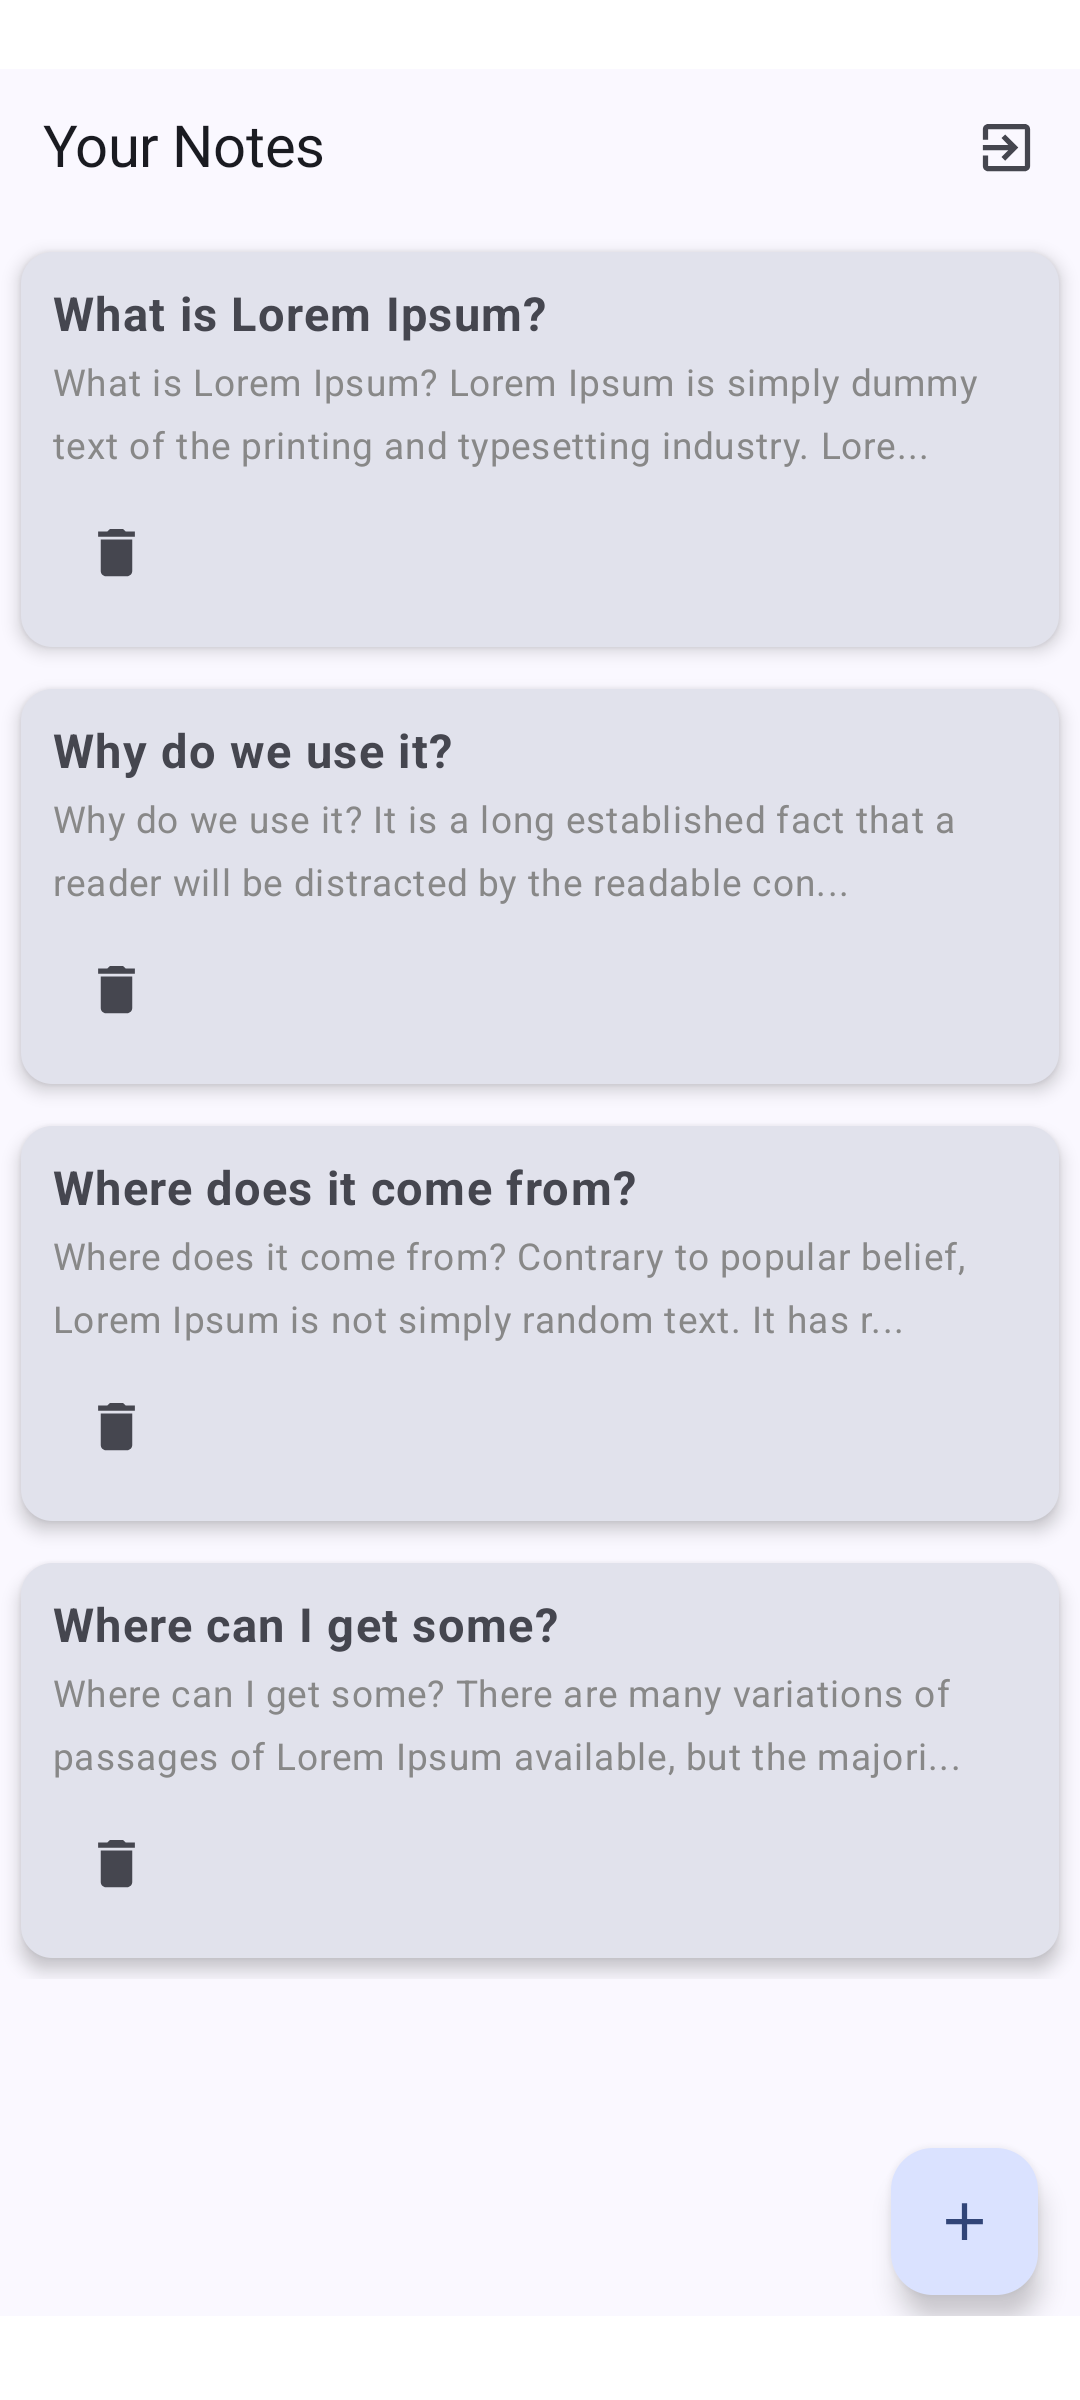 Your Notes
What is Lorem Ipsum?
What is Lorem Ipsum? Lorem Ipsum is simply dummy
text of the printing and typesetting industry. Lore...
Why do we use it?
Why do we use it? It is a long established fact that a
reader will be distracted by the readable con...
Where does it come from?
Where does it come from? Contrary to popular belief,
Lorem Ipsum is not simply random text. It has r...
Where can I get some?
Where can I get some? There are many variations of
passages of Lorem Ipsum available, but the majori...